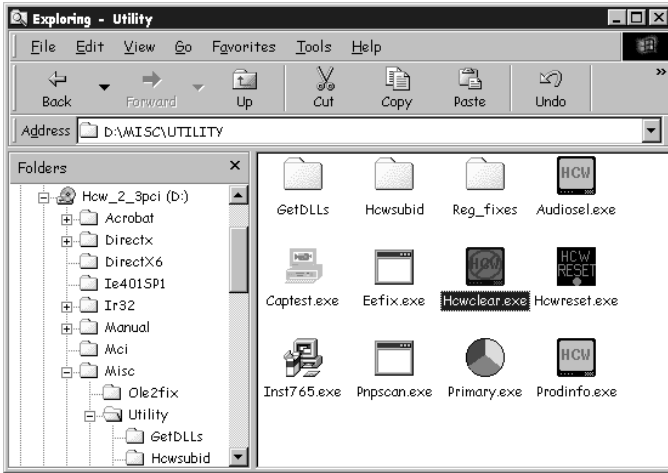 Exploring - Utility
File Edit View Go Favorites Tools Help
Back Forward Up Cut Copy Paste Undo »
Address D:\MISC\UTILITY
Folders
Hcw_2_3pci (D:)
Acrobat
Directx
DirectX6
Ie401SP1
Ir32
Manual
Mci
Misc
Ole2fix
Utility
GetDLLs
Hcwsubid
HCW
GetDLLs Hcwsubid Reg_fixes Audiosel.exe
HCW HCW RESET
Captest.exe Eefix.exe Hcwclear.exe Hcwreset.exe
HCW
Inst765.exe Pnpscan.exe Primary.exe Prodinfo.exe